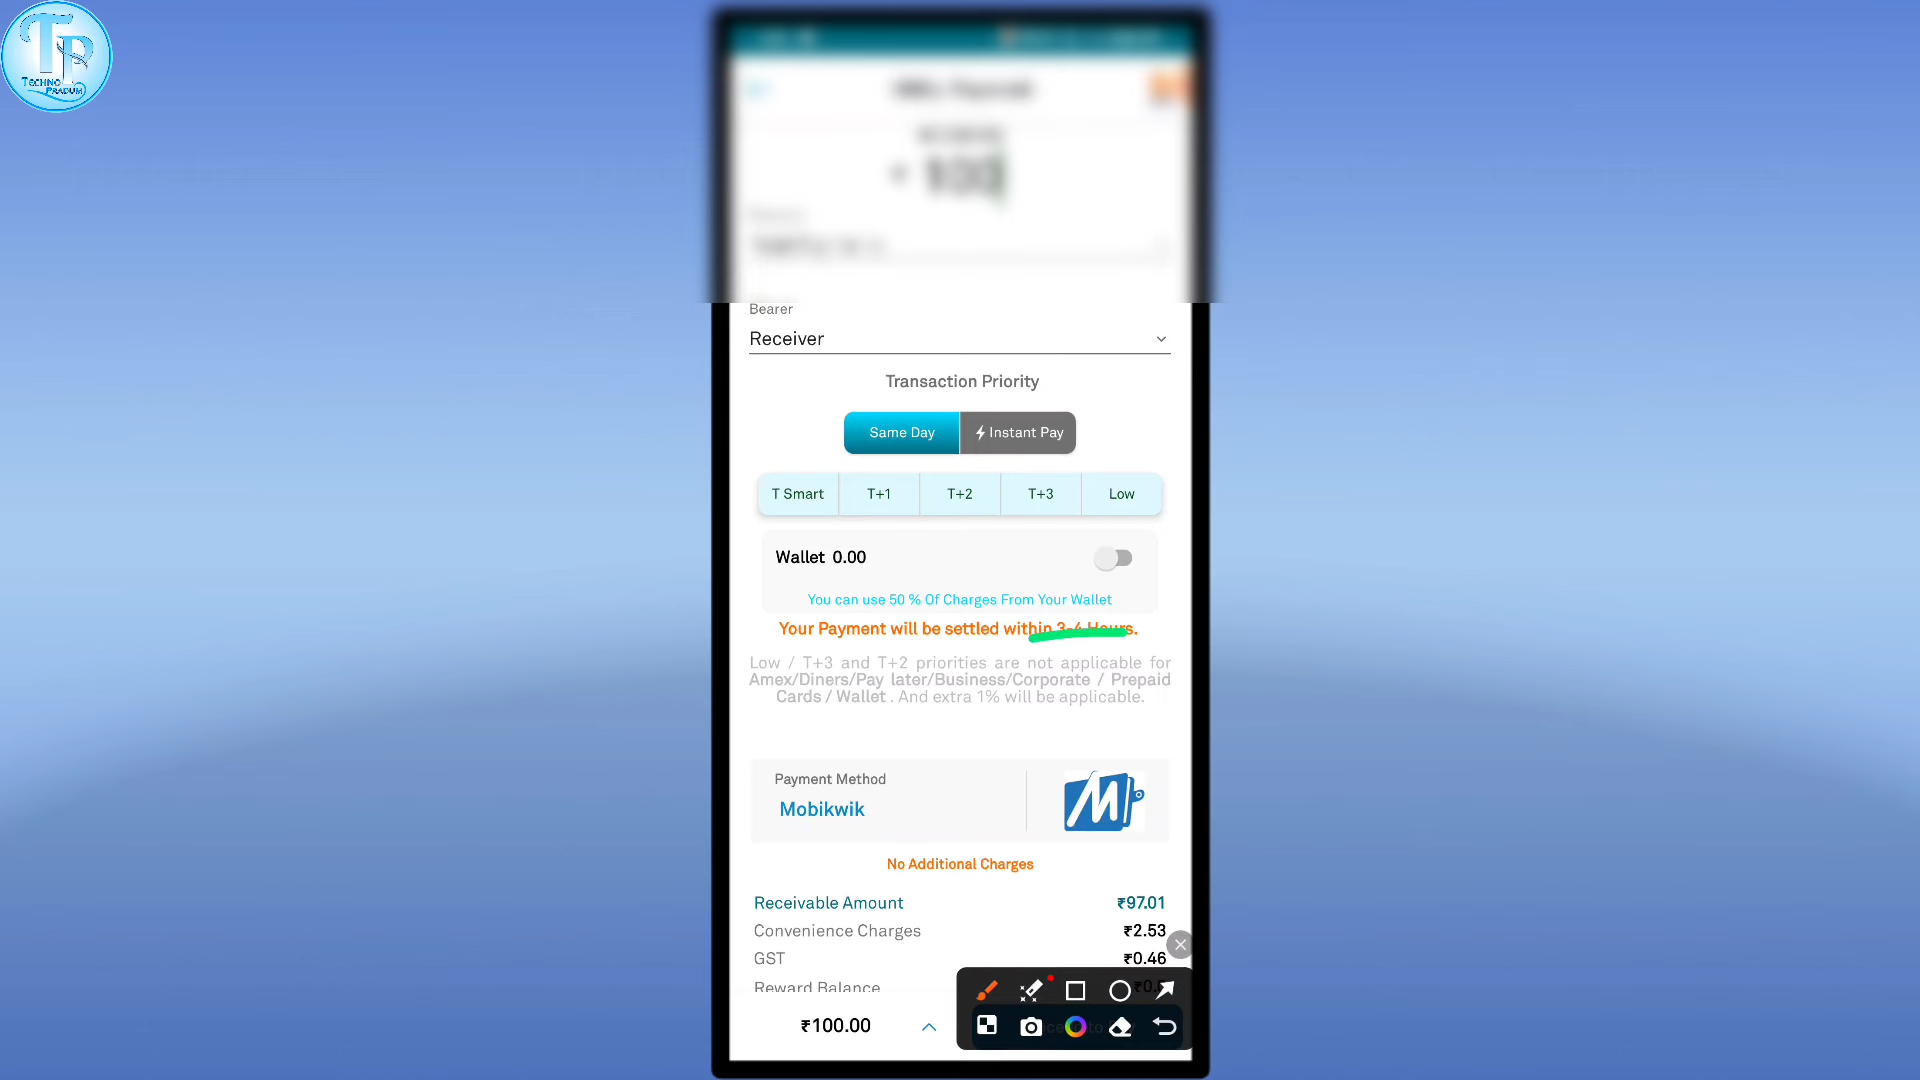 TP
TECHNO
PRADUM
100
Bearer
Receiver
Transaction Priority
Same Day
Instant Pay
T Smart
T+1
T+2
T+3
Low
Wallet 0.00
You can use 50 % Of Charges From Your Wallet
Your Payment will be settled within 3-4 Hours.
Low / T+3 and T+2 priorities are not applicable for
Amex/Diners/Pay later/Business/Corporate / Prepaid
Cards / Wallet . And extra 1% will be applicable.
Payment Method
Mobikwik
No Additional Charges
Receivable Amount ₹97.01
Convenience Charges ₹2.53
GST ₹0.46
Reward Balance
₹100.00